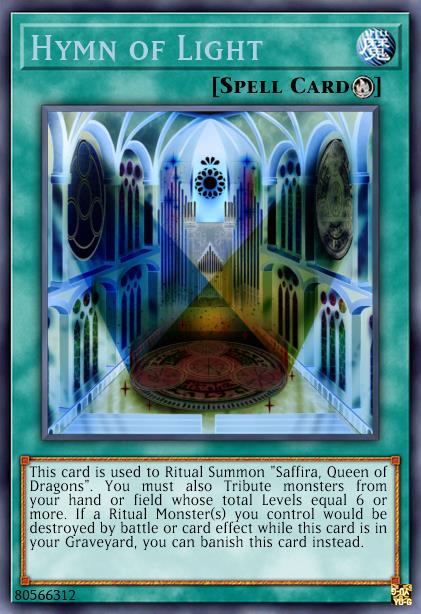 Hymn of Light
魔
[Spell Card]
This card is used to Ritual Summon "Saffira, Queen of
Dragons". You must also Tribute monsters from
your hand or field whose total Levels equal 6 or
more. If a Ritual Monster(s) you control would be
destroyed by battle or card effect while this card is in
your Graveyard, you can banish this card instead.
80566312